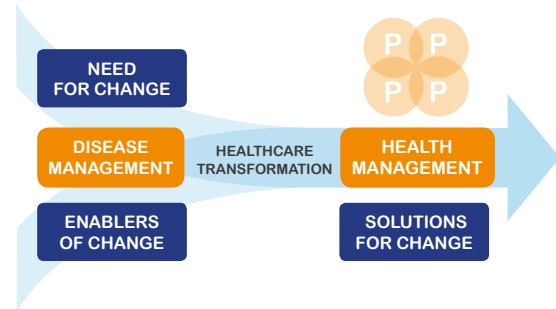 P P
P P
NEED
FOR CHANGE
DISEASE
MANAGEMENT
HEALTHCARE
TRANSFORMATION
HEALTH
MANAGEMENT
ENABLERS
OF CHANGE
SOLUTIONS
FOR CHANGE